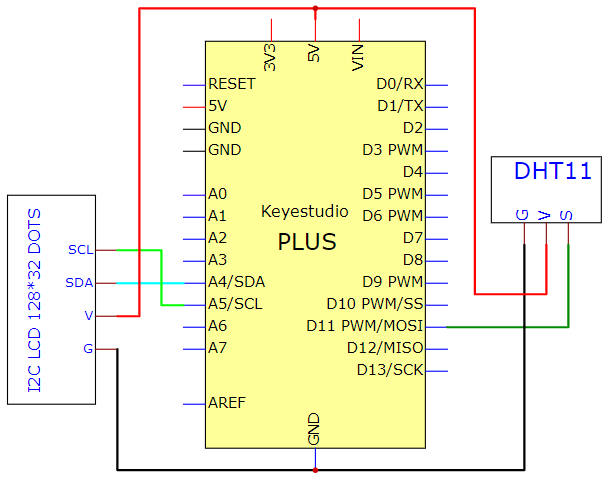 3V3
5V
VIN
RESET
5V
GND
GND
A0
A1
A2
A3
A4/SDA
A5/SCL
A6
A7
AREF
Keyestudio
PLUS
D0/RX
D1/TX
D2
D3 PWM
D4
D5 PWM
D6 PWM
D7
D8
D9 PWM
D10 PWM/SS
D11 PWM/MOSI
D12/MISO
D13/SCK
GND
I2C LCD 128*32 DOTS
SCL
SDA
V
G
DHT11
G
V
S